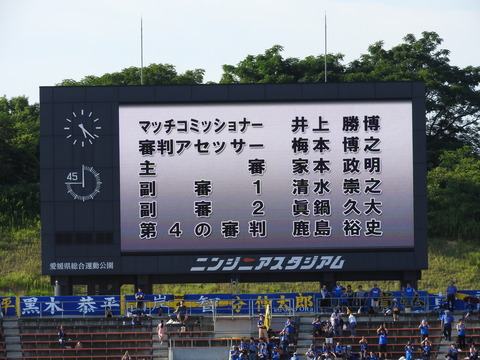 マッチコミッショナー 井上 勝博
審判アセッサー 梅本 博之
主審 家本 政明
副審1 清水 崇之
副審2 眞鍋 久大
第4の審判 鹿島 裕史
45
愛媛県総合運動公園
ニンジニアスタジアム
平 黒木 恭平